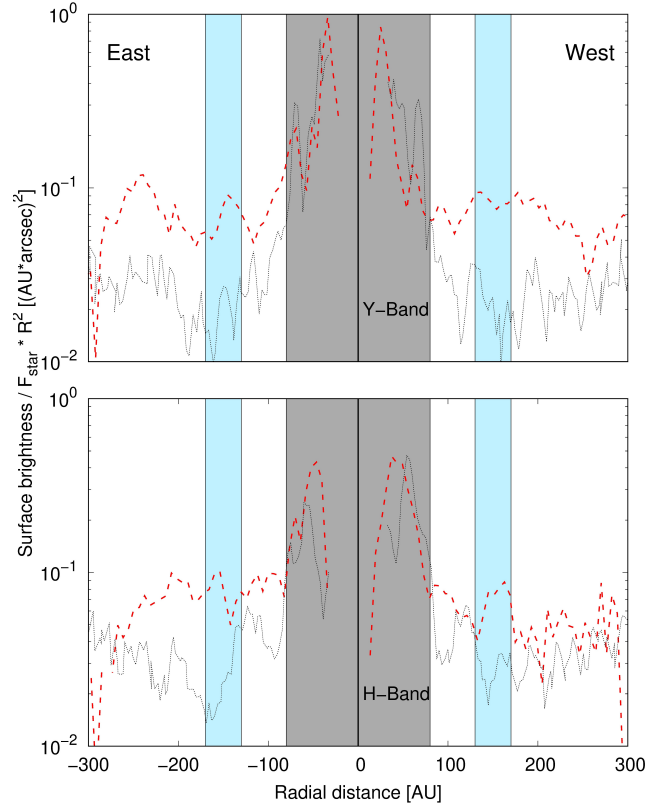 10⁰
East
West
10⁻¹
Y−Band
10⁻²
10⁰
10⁻¹
H−Band
10⁻²
−300
−200
−100
0
100
200
300
Radial distance [AU]
Surface brightness / F_star * R² [(AU*arcsec)²]